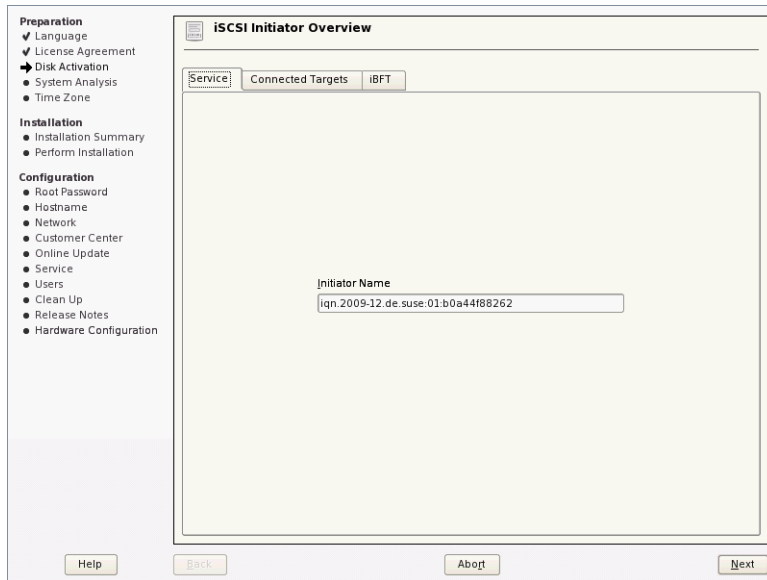 Preparation
Language
License Agreement
Disk Activation
System Analysis
Time Zone
Installation
Installation Summary
Perform Installation
Configuration
Root Password
Hostname
Network
Customer Center
Online Update
Service
Users
Clean Up
Release Notes
Hardware Configuration
iSCSI Initiator Overview
Service Connected Targets iBFT
Initiator Name
iqn.2009-12.de.suse:01:b0a44f88262
Help Back Abort Next